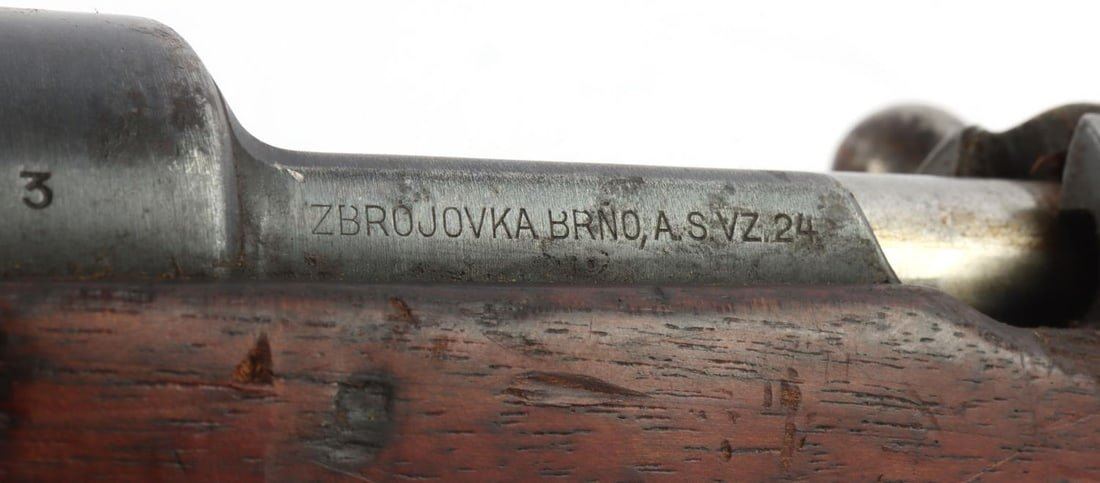 3
ZBROJOVKA BRNO, A.S. VZ. 24